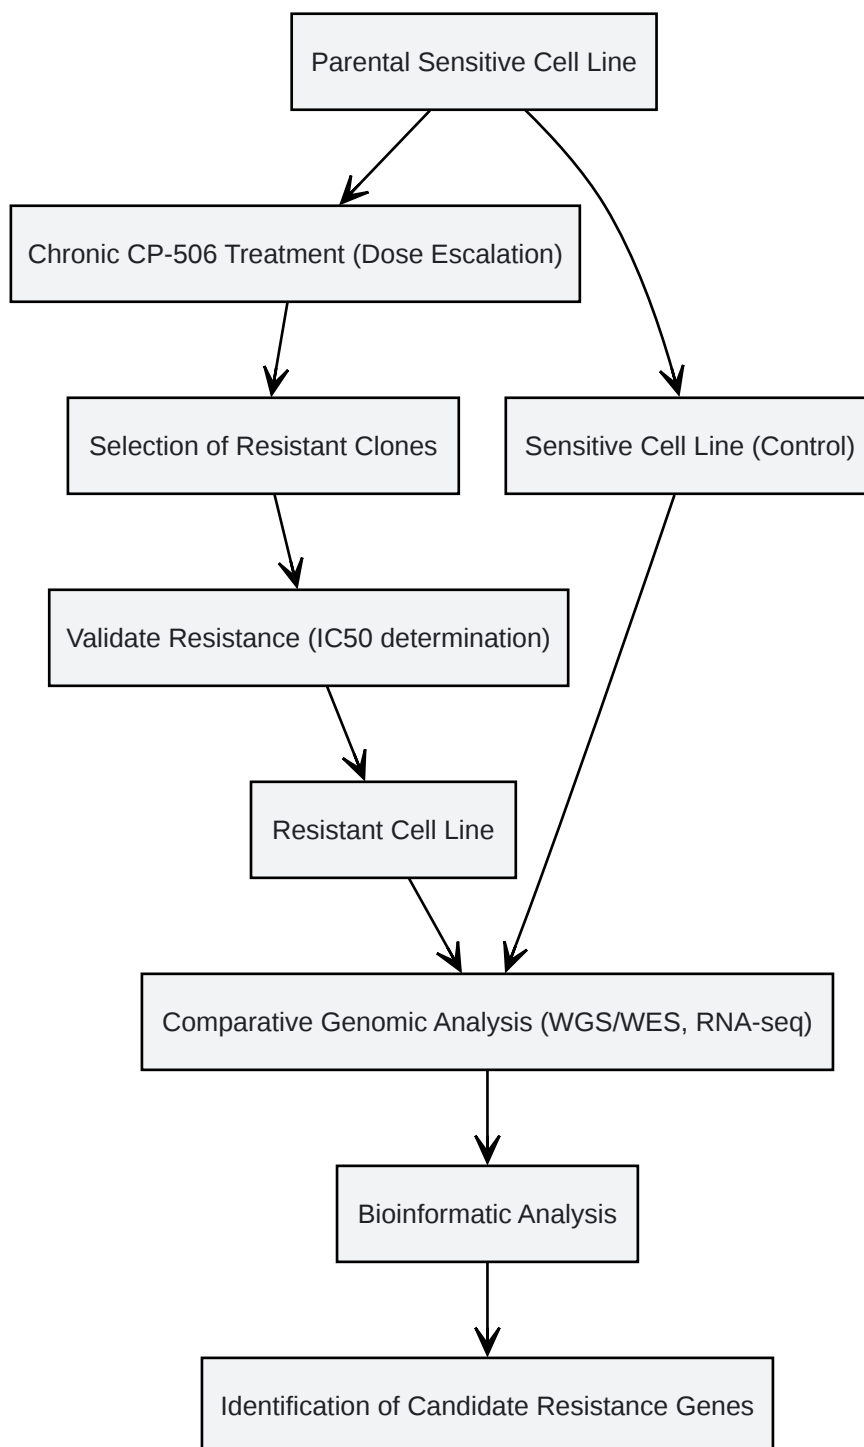 Parental Sensitive Cell Line
Chronic CP-506 Treatment (Dose Escalation)
Selection of Resistant Clones
Sensitive Cell Line (Control)
Validate Resistance (IC50 determination)
Resistant Cell Line
Comparative Genomic Analysis (WGS/WES, RNA-seq)
Bioinformatic Analysis
Identification of Candidate Resistance Genes